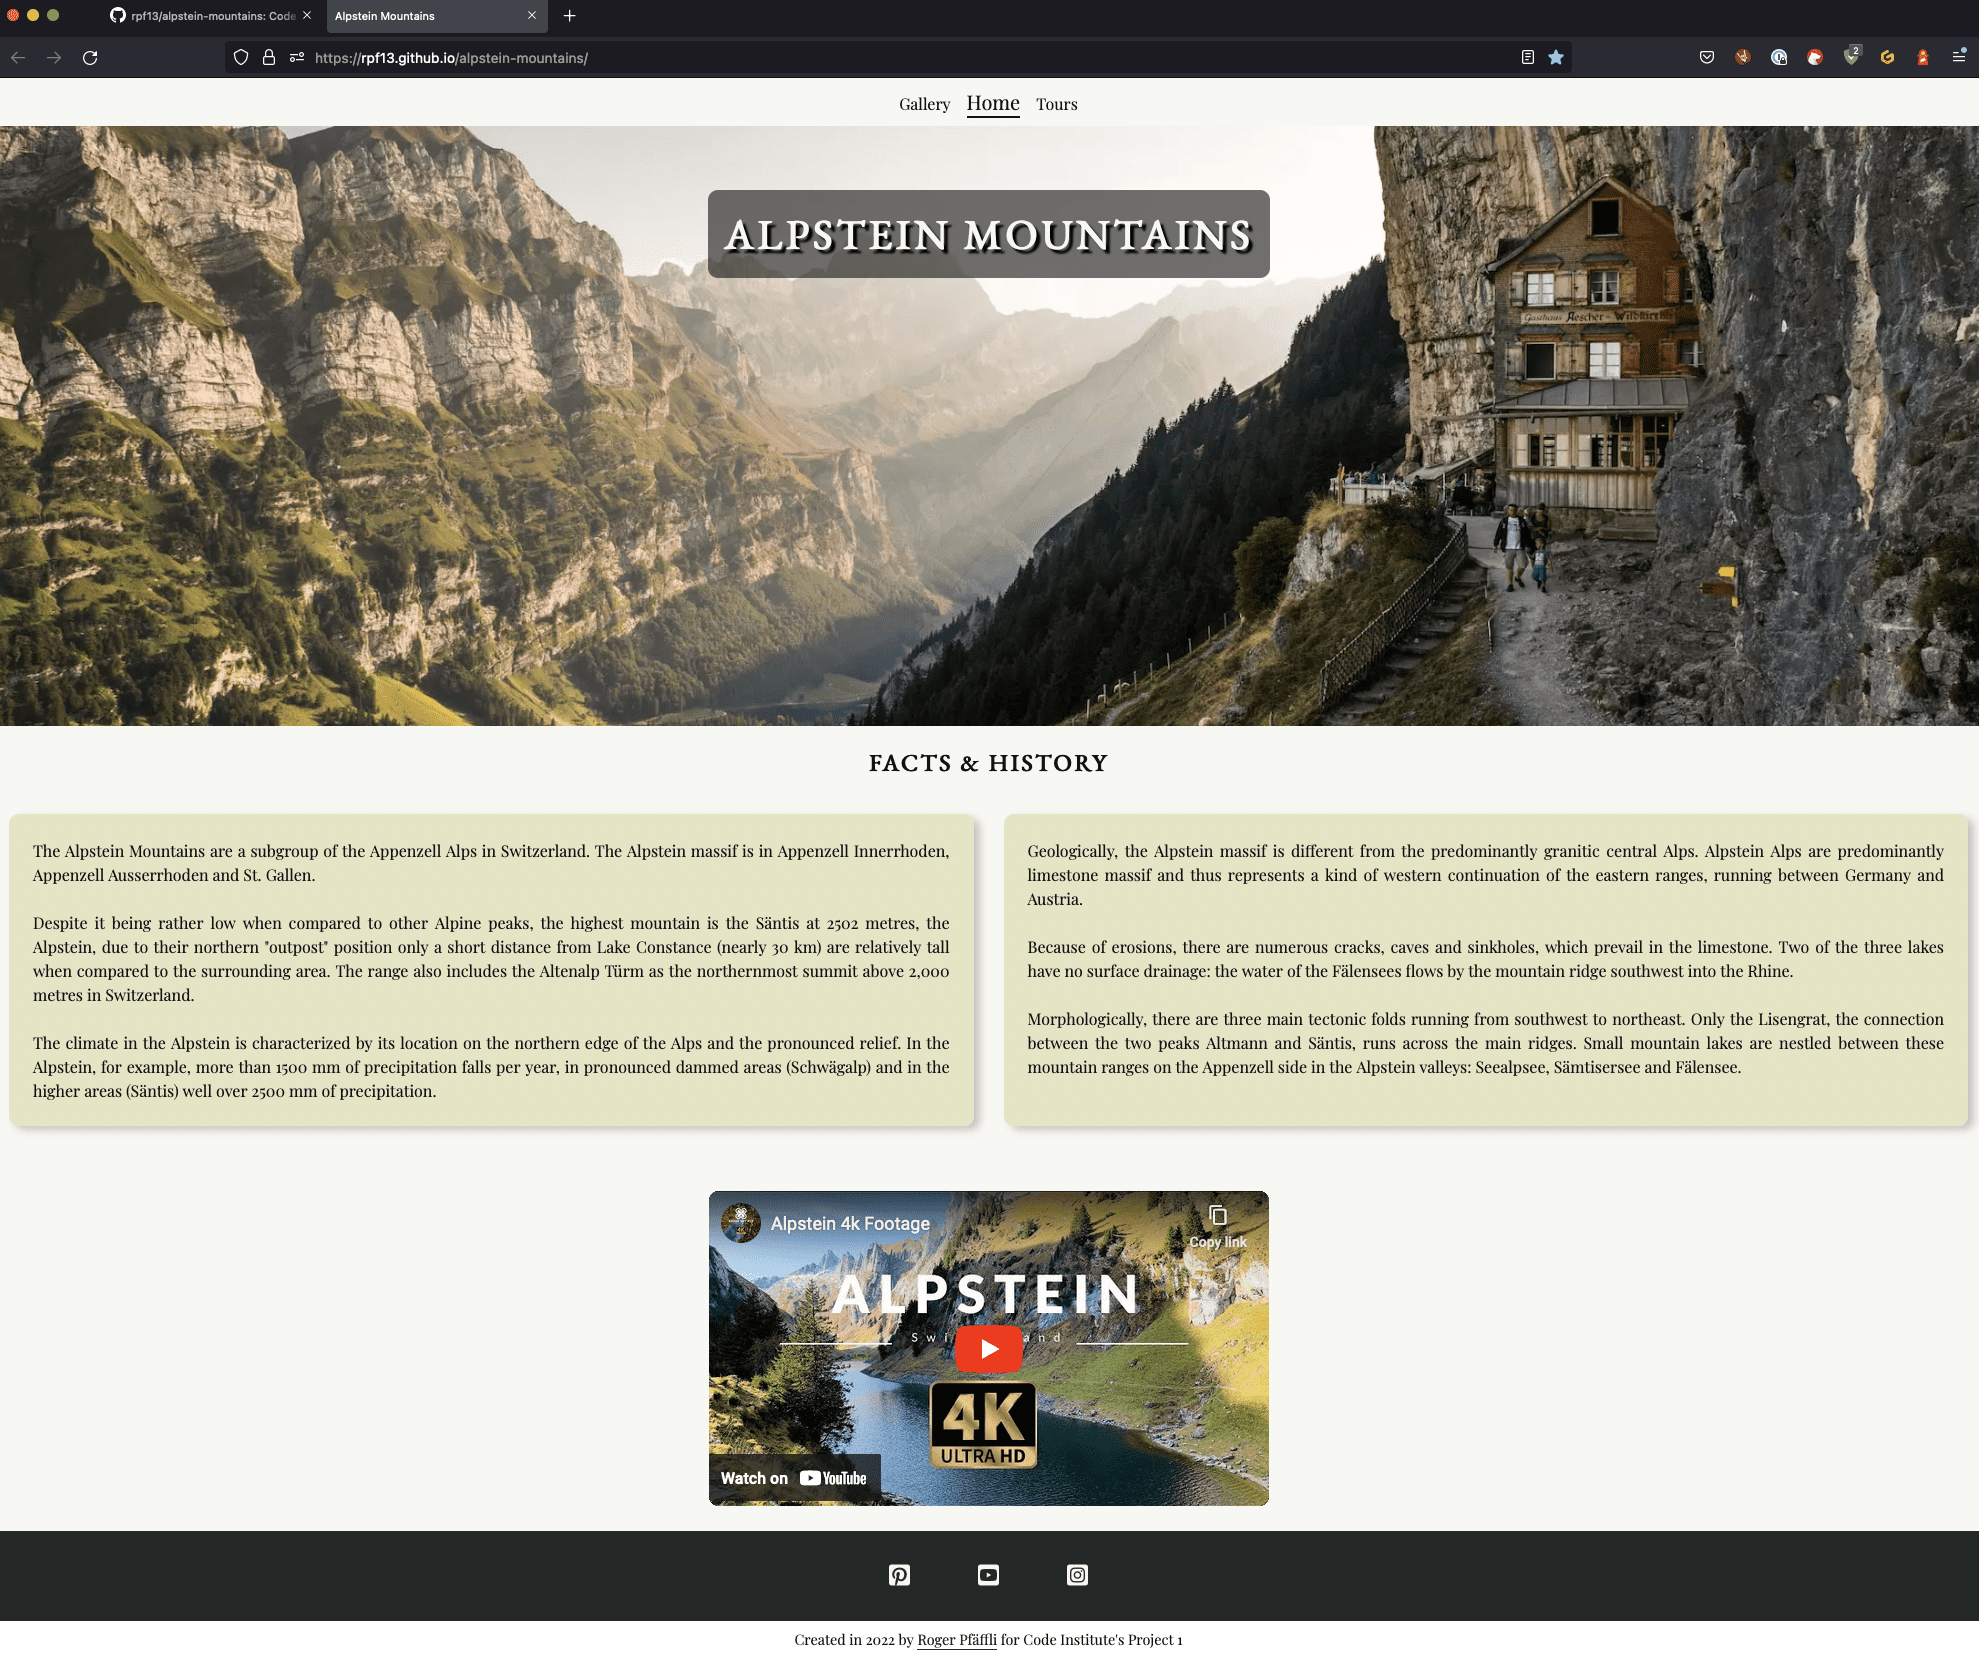 rpf13/alpstein-mountains: Code
Alpstein Mountains
https://rpf13.github.io/alpstein-mountains/
2
Gallery Home Tours
ALPSTEIN MOUNTAINS
Gasthaus Aescher-Wildkirchli
FACTS & HISTORY
The Alpstein Mountains are a subgroup of the Appenzell Alps in Switzerland. The Alpstein massif is in Appenzell Innerrhoden,
Appenzell Ausserrhoden and St. Gallen.
Despite it being rather low when compared to other Alpine peaks, the highest mountain is the Säntis at 2502 metres, the
Alpstein, due to their northern "outpost" position only a short distance from Lake Constance (nearly 30 km) are relatively tall
when compared to the surrounding area. The range also includes the Altenalp Türm as the northernmost summit above 2,000
metres in Switzerland.
The climate in the Alpstein is characterized by its location on the northern edge of the Alps and the pronounced relief. In the
Alpstein, for example, more than 1500 mm of precipitation falls per year, in pronounced dammed areas (Schwägalp) and in the
higher areas (Säntis) well over 2500 mm of precipitation.
Geologically, the Alpstein massif is different from the predominantly granitic central Alps. Alpstein Alps are predominantly
limestone massif and thus represents a kind of western continuation of the eastern ranges, running between Germany and
Austria.
Because of erosions, there are numerous cracks, caves and sinkholes, which prevail in the limestone. Two of the three lakes
have no surface drainage: the water of the Fälensees flows by the mountain ridge southwest into the Rhine.
Morphologically, there are three main tectonic folds running from southwest to northeast. Only the Lisengrat, the connection
between the two peaks Altmann and Säntis, runs across the main ridges. Small mountain lakes are nestled between these
mountain ranges on the Appenzell side in the Alpstein valleys: Seealpsee, Sämtisersee and Fälensee.
Alpstein 4k Footage
Copy link
ALPSTEIN
4K
ULTRA HD
Watch on YouTube
Created in 2022 by Roger Pfäffli for Code Institute's Project 1